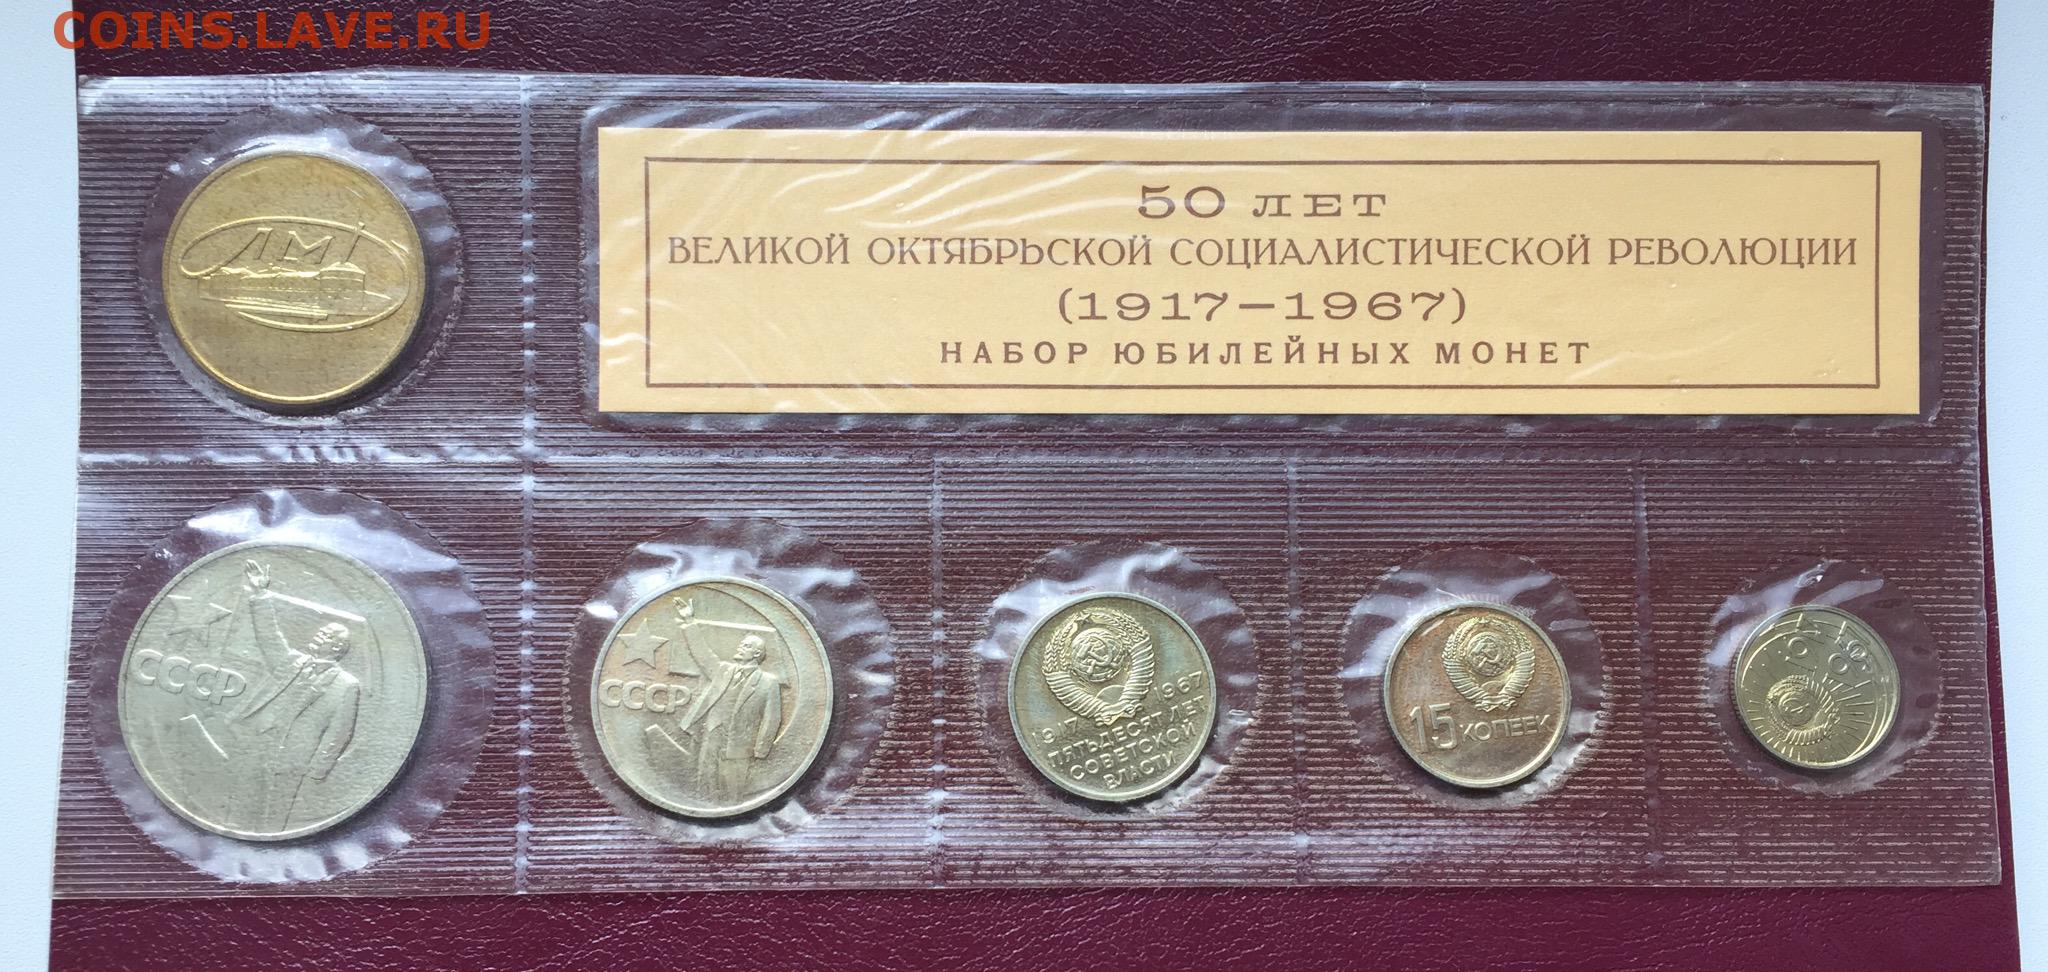 COINS.LAVE.RU
ЛМД
50 ЛЕТ
ВЕЛИКОЙ ОКТЯБРЬСКОЙ СОЦИАЛИСТИЧЕСКОЙ РЕВОЛЮЦИИ
(1917–1967)
НАБОР ЮБИЛЕЙНЫХ МОНЕТ
СССР
СССР
1917 1967
ПЯТЬДЕСЯТ ЛЕТ
СОВЕТСКОЙ
ВЛАСТИ
15 КОПЕЕК